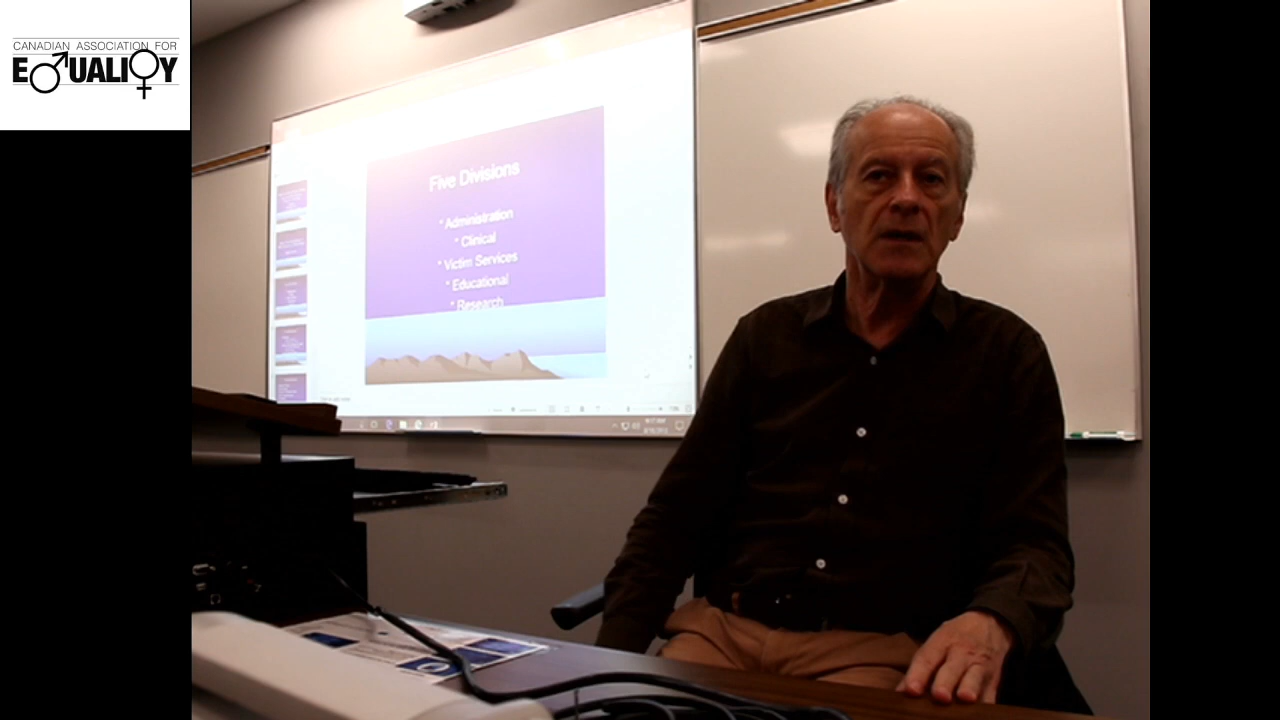 CANADIAN ASSOCIATION FOR
EQUALITY
Five Divisions
* Administration
* Clinical
* Victim Services
* Educational
* Research